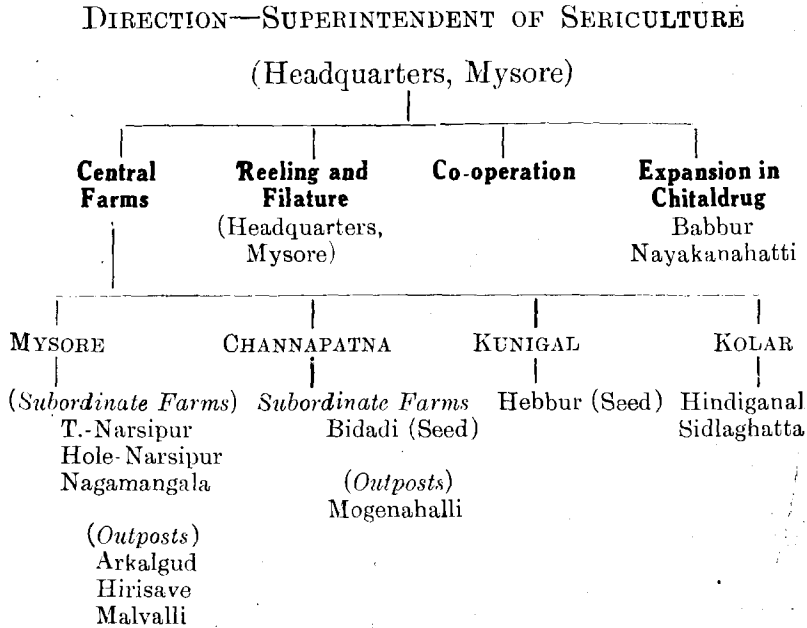 DIRECTION—SUPERINTENDENT OF SERICULTURE
(Headquarters, Mysore)
Central
Farms
Reeling and
Filature
(Headquarters,
Mysore)
Co-operation
Expansion in
Chitaldrug
Babbur
Nayakanahatti
MYSORE
(Subordinate Farms)
T.-Narsipur
Hole-Narsipur
Nagamangala
(Outposts)
Arkalgud
Hirisave
Malvalli
CHANNAPATNA
Subordinate Farms
Bidadi (Seed)
(Outposts)
Mogenahalli
KUNIGAL
Hebbur (Seed)
KOLAR
Hindiganal
Sidlaghatta